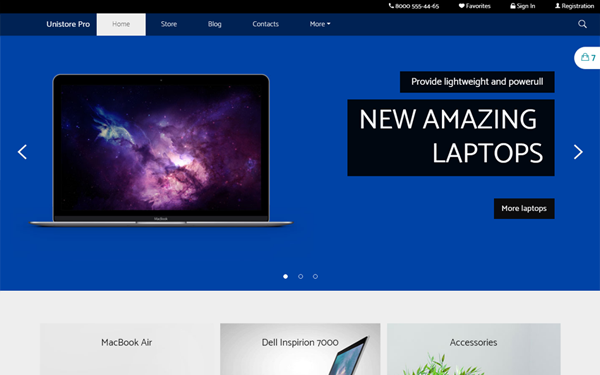 8000 555-44-65 Favorites Sign In Registration
Unistore Pro Home Store Blog Contacts More
7
Provide lightweight and powerull
NEW AMAZING
LAPTOPS
MacBook
More laptops
MacBook Air Dell Inspirion 7000 Accessories